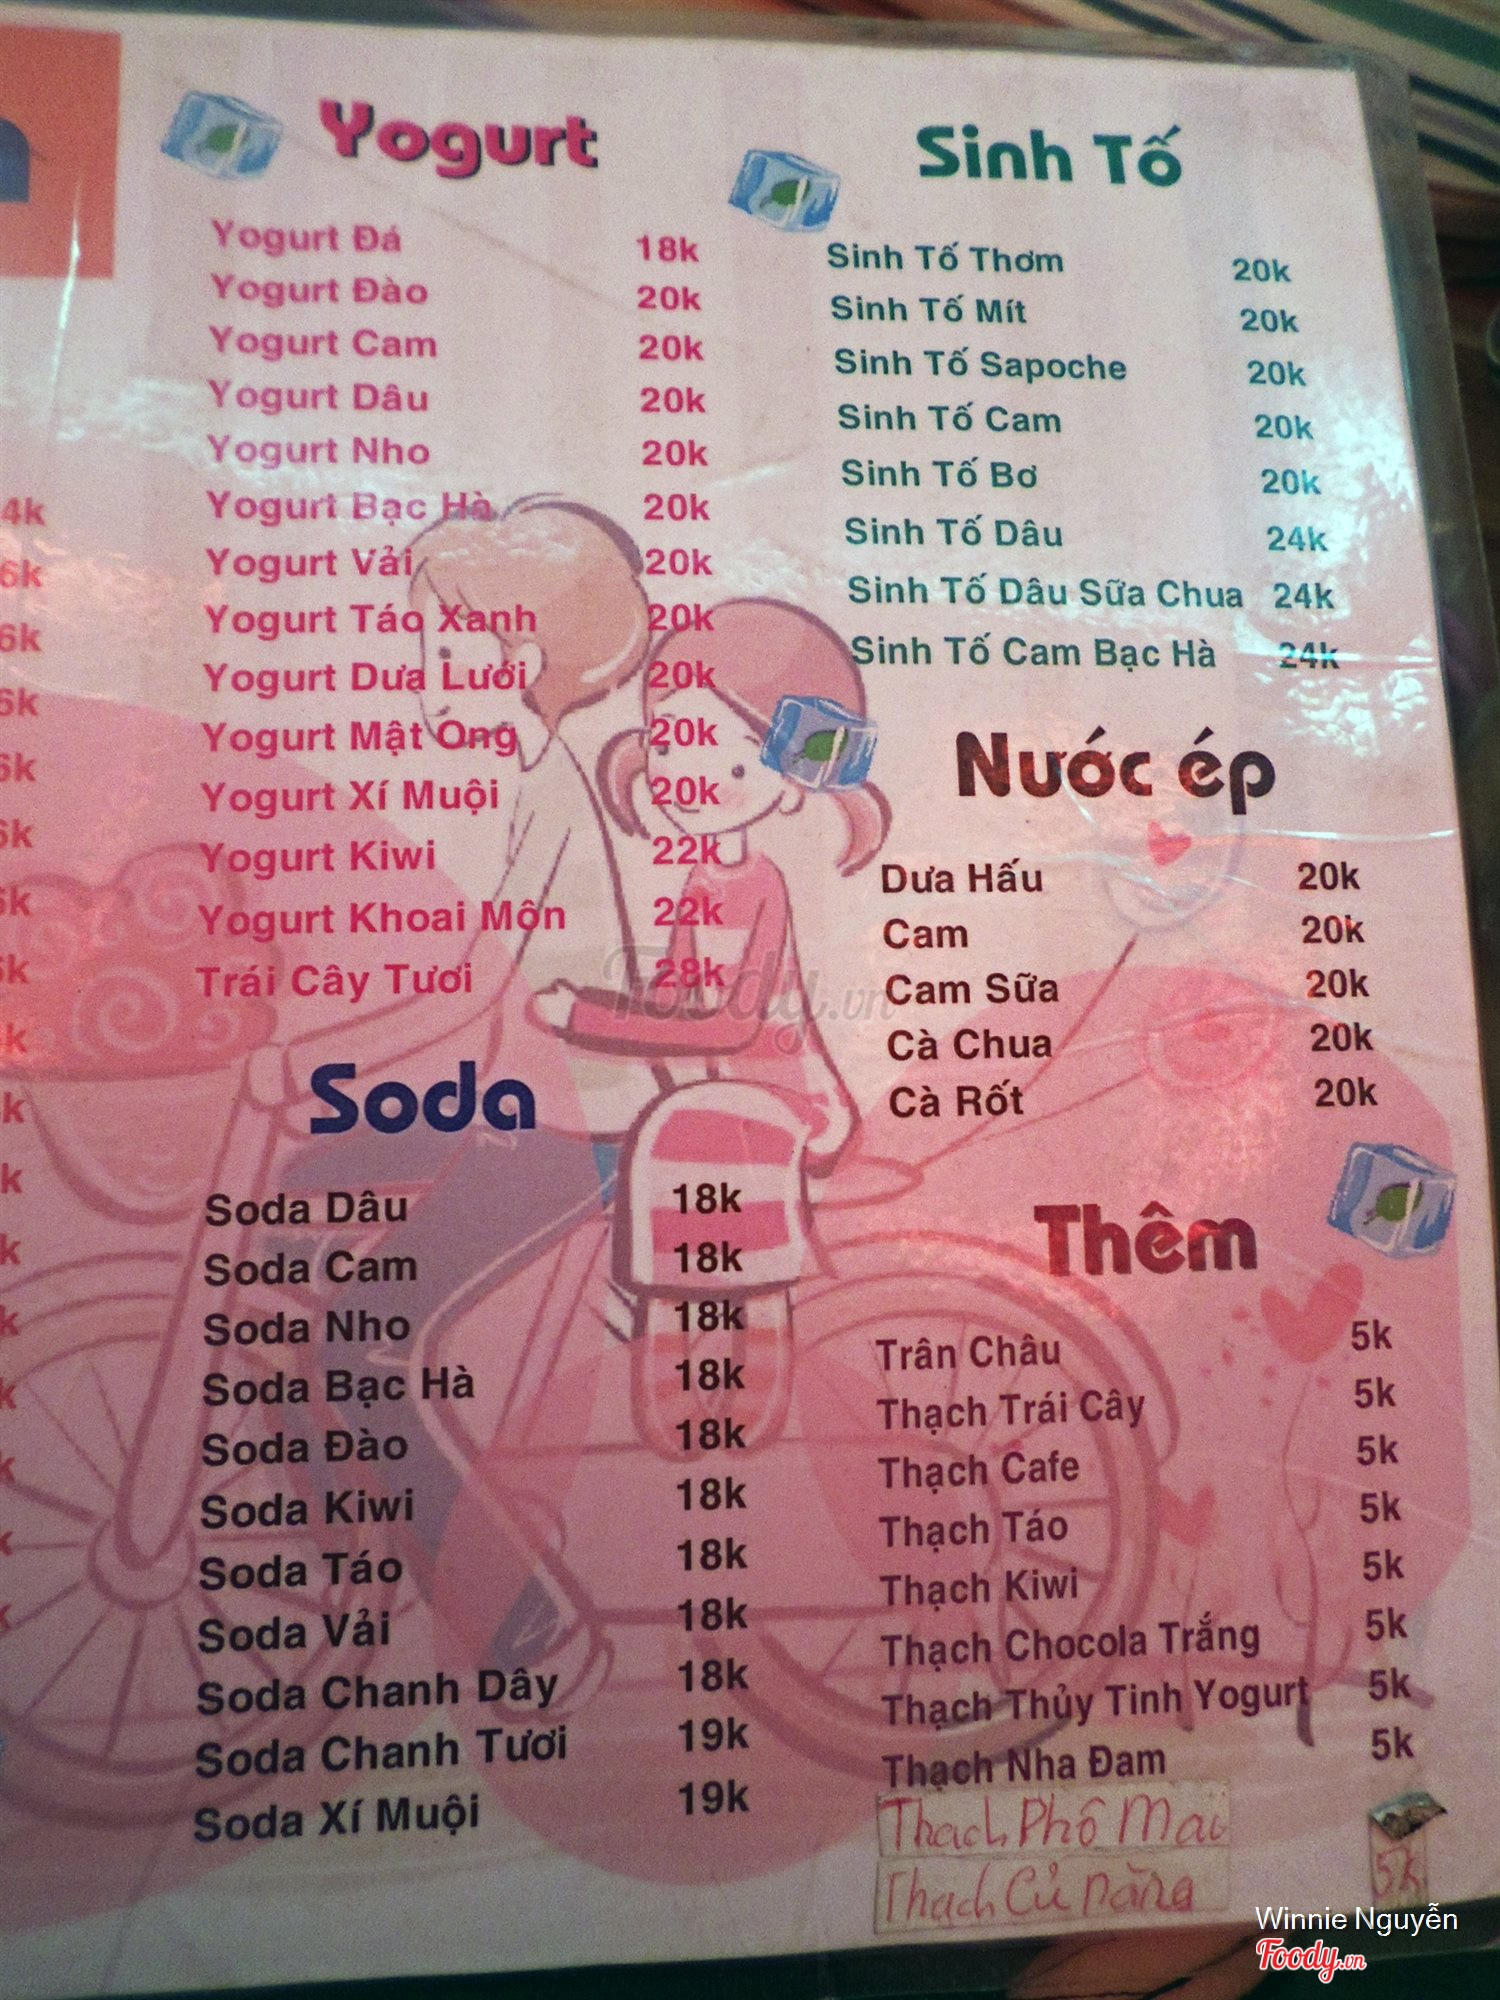 Yogurt
Yogurt Đá 18k
Yogurt Đào 20k
Yogurt Cam 20k
Yogurt Dâu 20k
Yogurt Nho 20k
Yogurt Bạc Hà 20k
Yogurt Vải 20k
Yogurt Táo Xanh 20k
Yogurt Dưa Lưới 20k
Yogurt Mật Ong 20k
Yogurt Xí Muội 20k
Yogurt Kiwi 22k
Yogurt Khoai Môn 22k
Trái Cây Tươi 28k
Soda
Soda Dâu 18k
Soda Cam 18k
Soda Nho 18k
Soda Bạc Hà 18k
Soda Đào 18k
Soda Kiwi 18k
Soda Táo 18k
Soda Vải 18k
Soda Chanh Dây 18k
Soda Chanh Tươi 19k
Soda Xí Muội 19k
Sinh Tố
Sinh Tố Thơm 20k
Sinh Tố Mít 20k
Sinh Tố Sapoche 20k
Sinh Tố Cam 20k
Sinh Tố Bơ 20k
Sinh Tố Dâu 24k
Sinh Tố Dâu Sữa Chua 24k
Sinh Tố Cam Bạc Hà 24k
Nước ép
Dưa Hấu 20k
Cam 20k
Cam Sữa 20k
Cà Chua 20k
Cà Rốt 20k
Thêm
Trân Châu 5k
Thạch Trái Cây 5k
Thạch Cafe 5k
Thạch Táo 5k
Thạch Kiwi 5k
Thạch Chocola Trắng 5k
Thạch Thủy Tinh Yogurt 5k
Thạch Nha Đam 5k
Thạch Phô Mai
Thạch Củ Năng 5k
Foody.vn
Winnie Nguyễn
Foody.vn